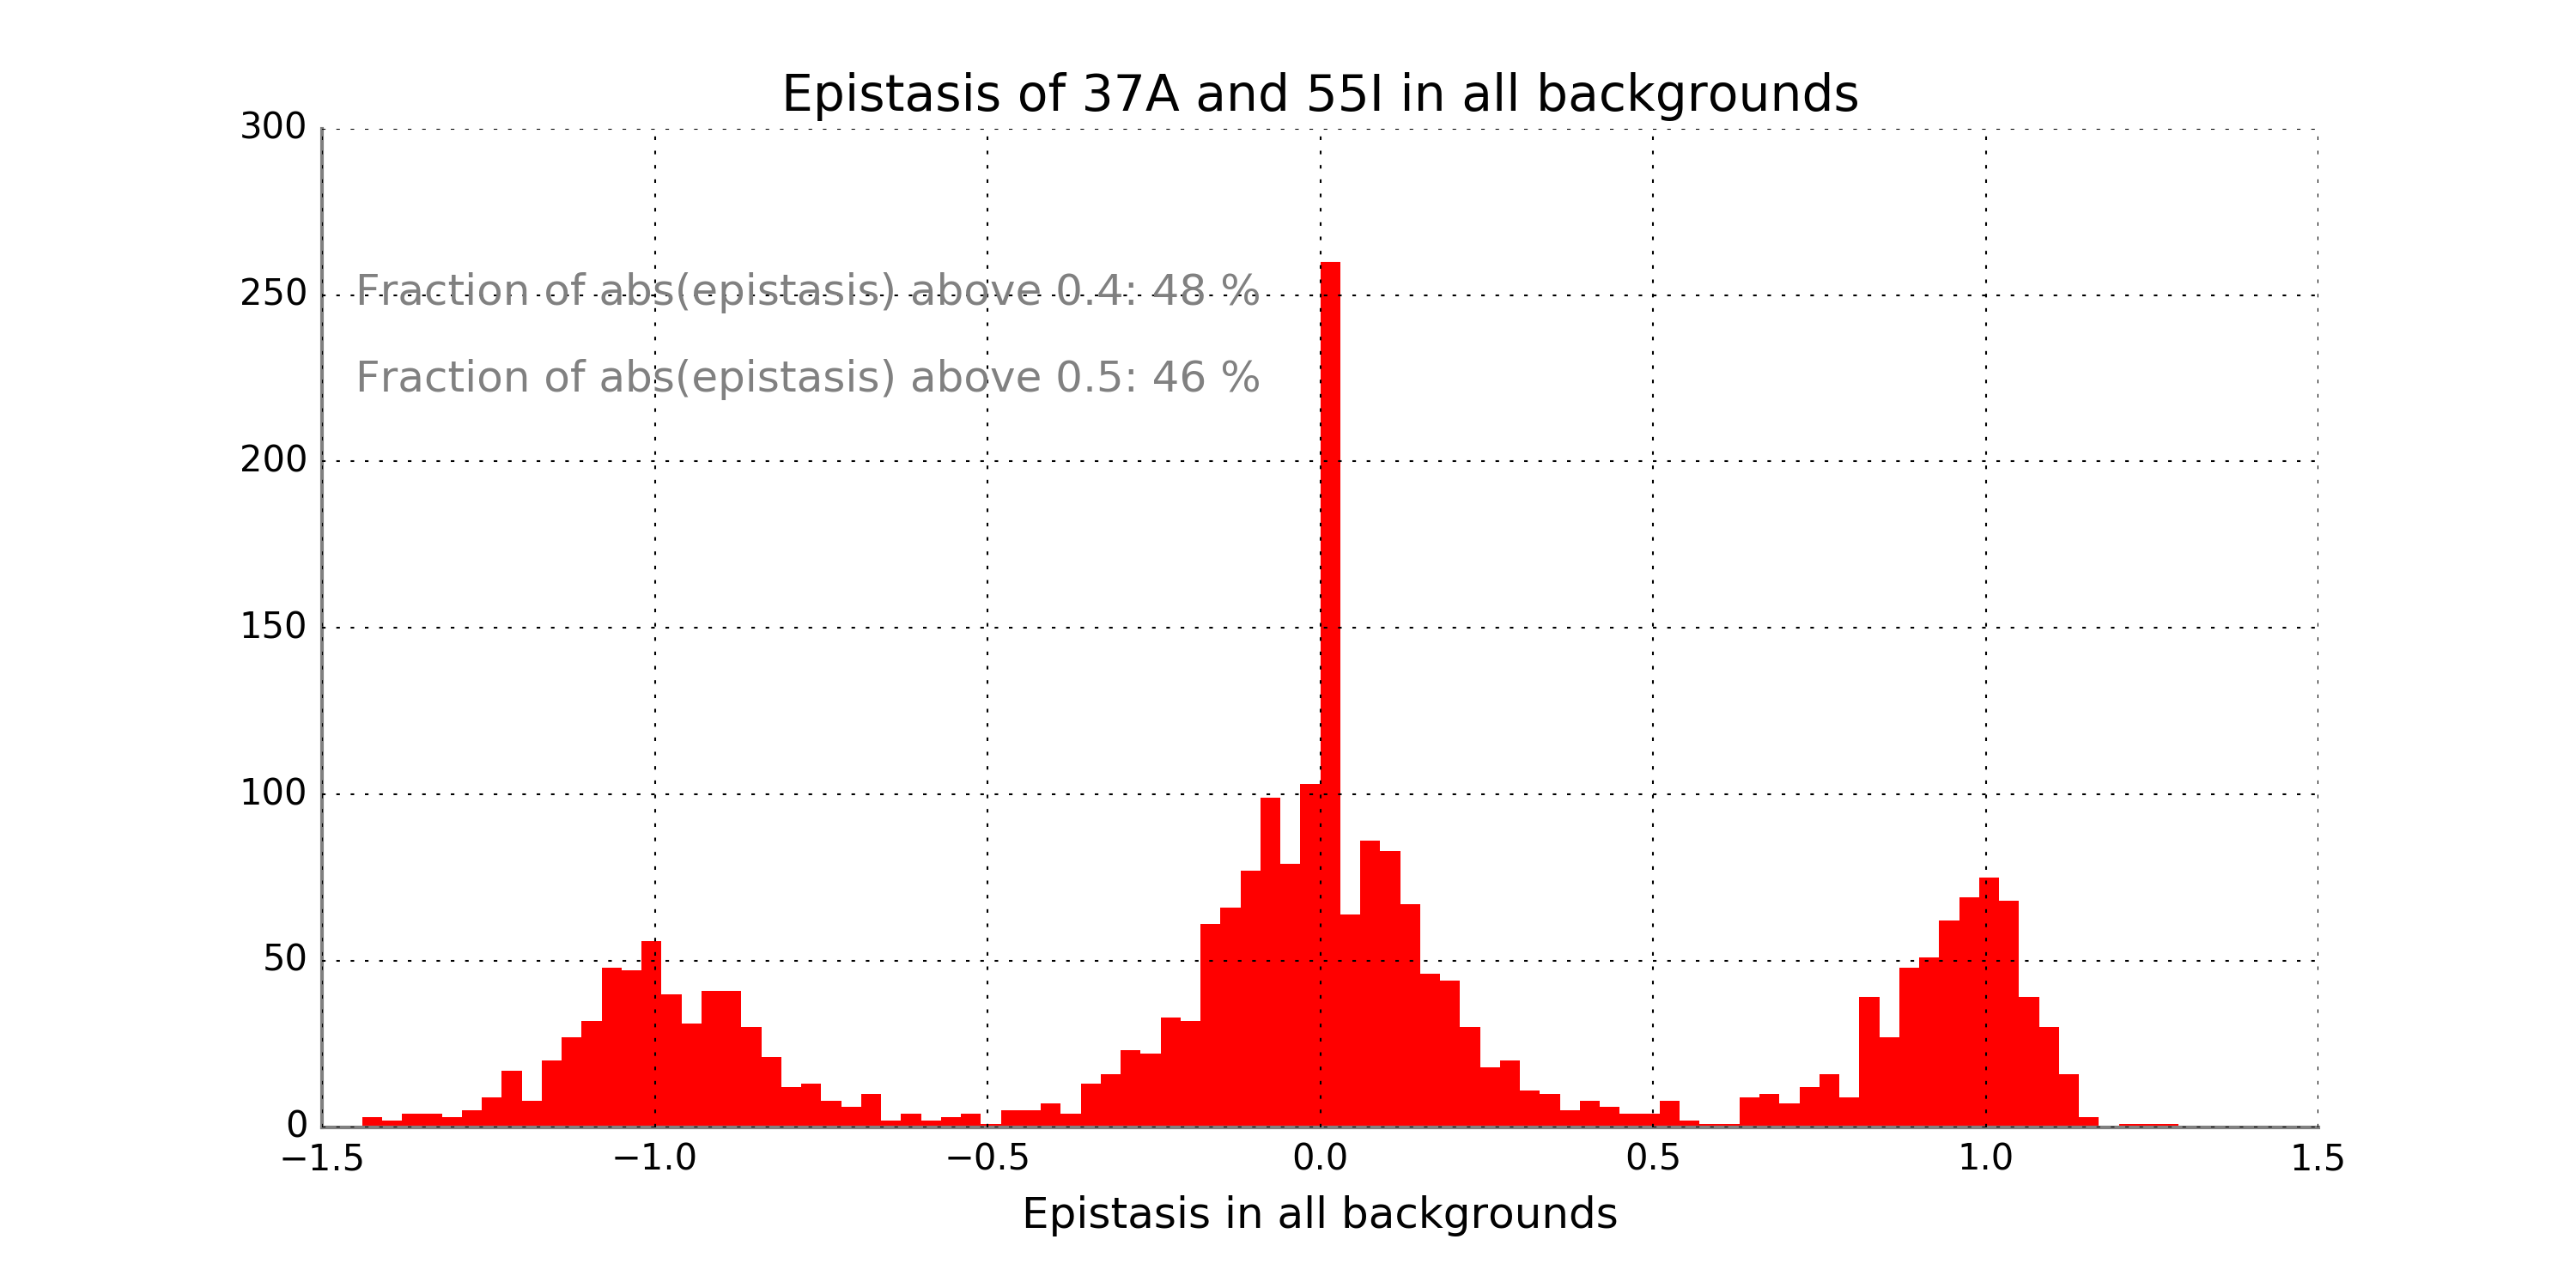 Epistasis of 37A and 55I in all backgrounds
300
250
200
150
100
50
0
Fraction of abs(epistasis) above 0.4: 48 %
Fraction of abs(epistasis) above 0.5: 46 %
−1.5 −1.0 −0.5 0.0 0.5 1.0 1.5
Epistasis in all backgrounds